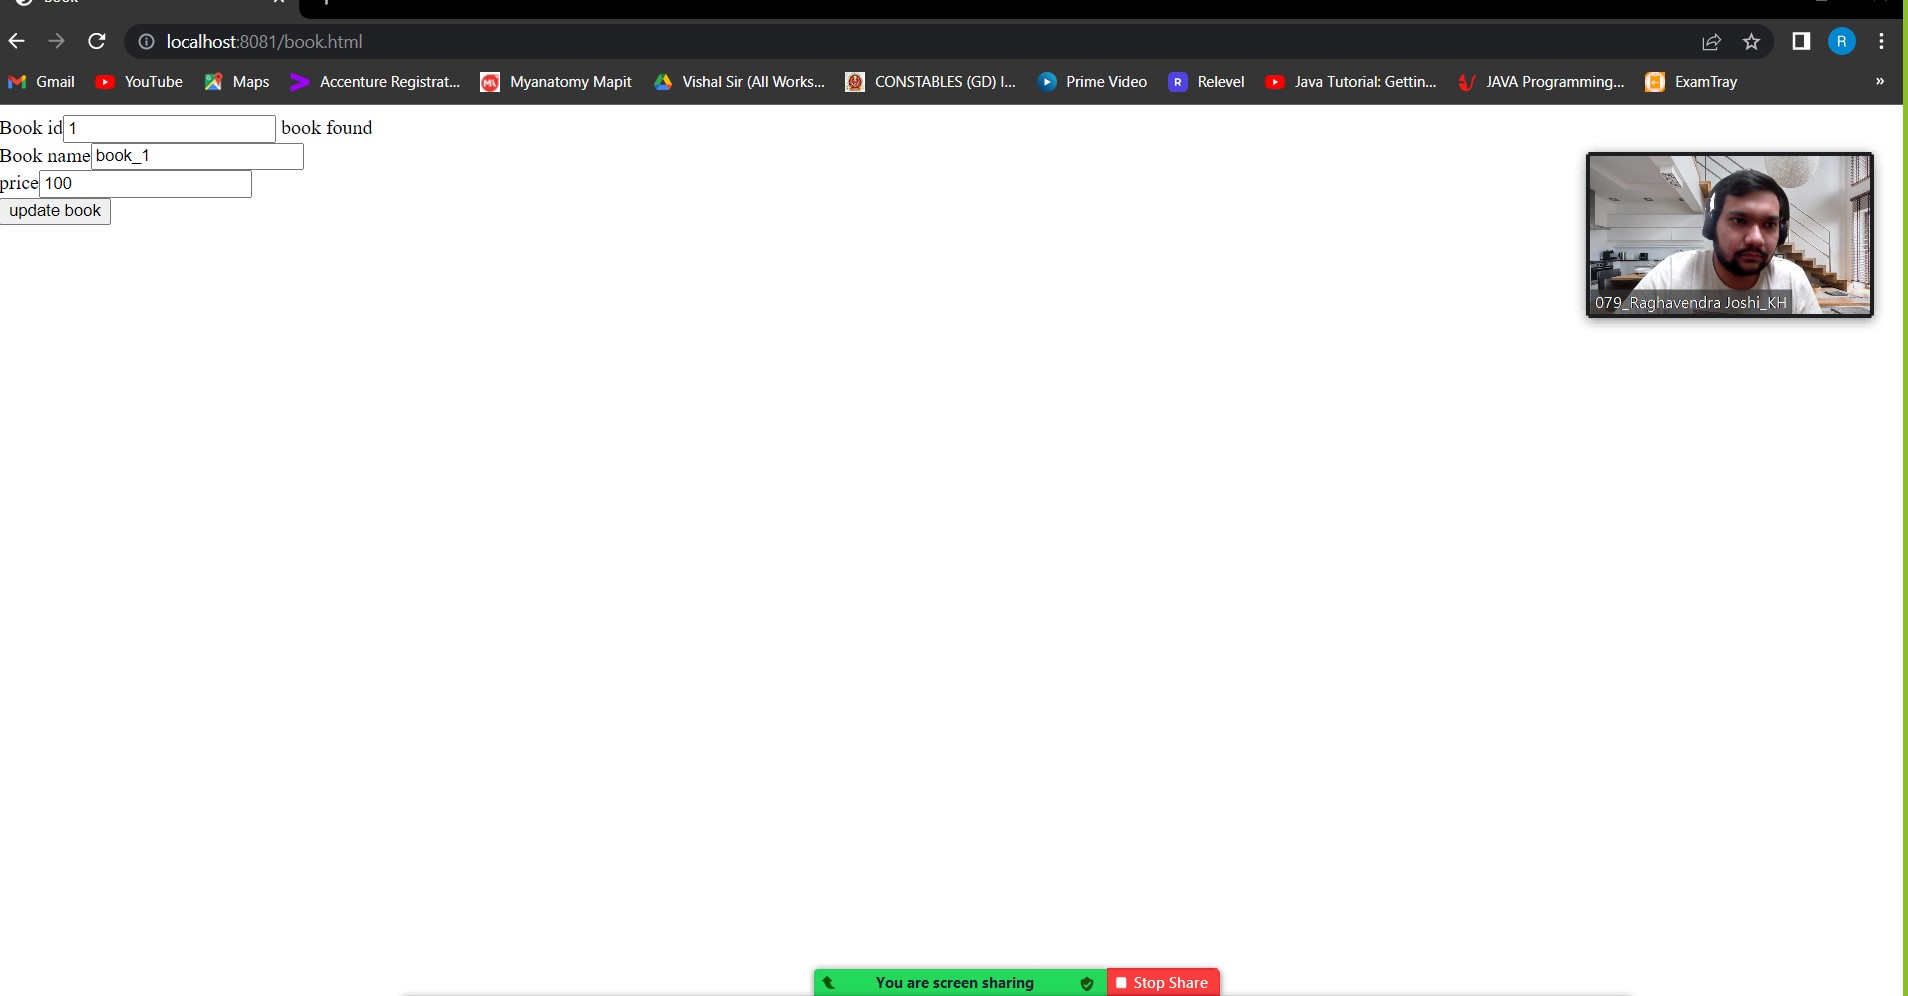 Book
localhost:8081/book.html
R
Gmail YouTube Maps Accenture Registrat... Myanatomy Mapit Vishal Sir (All Works... CONSTABLES (GD) I... Prime Video R Relevel Java Tutorial: Gettin... JAVA Programming... ExamTray »
Book id 1 book found
Book name book_1
price 100
update book
079_Raghavendra Joshi_KH
You are screen sharing Stop Share